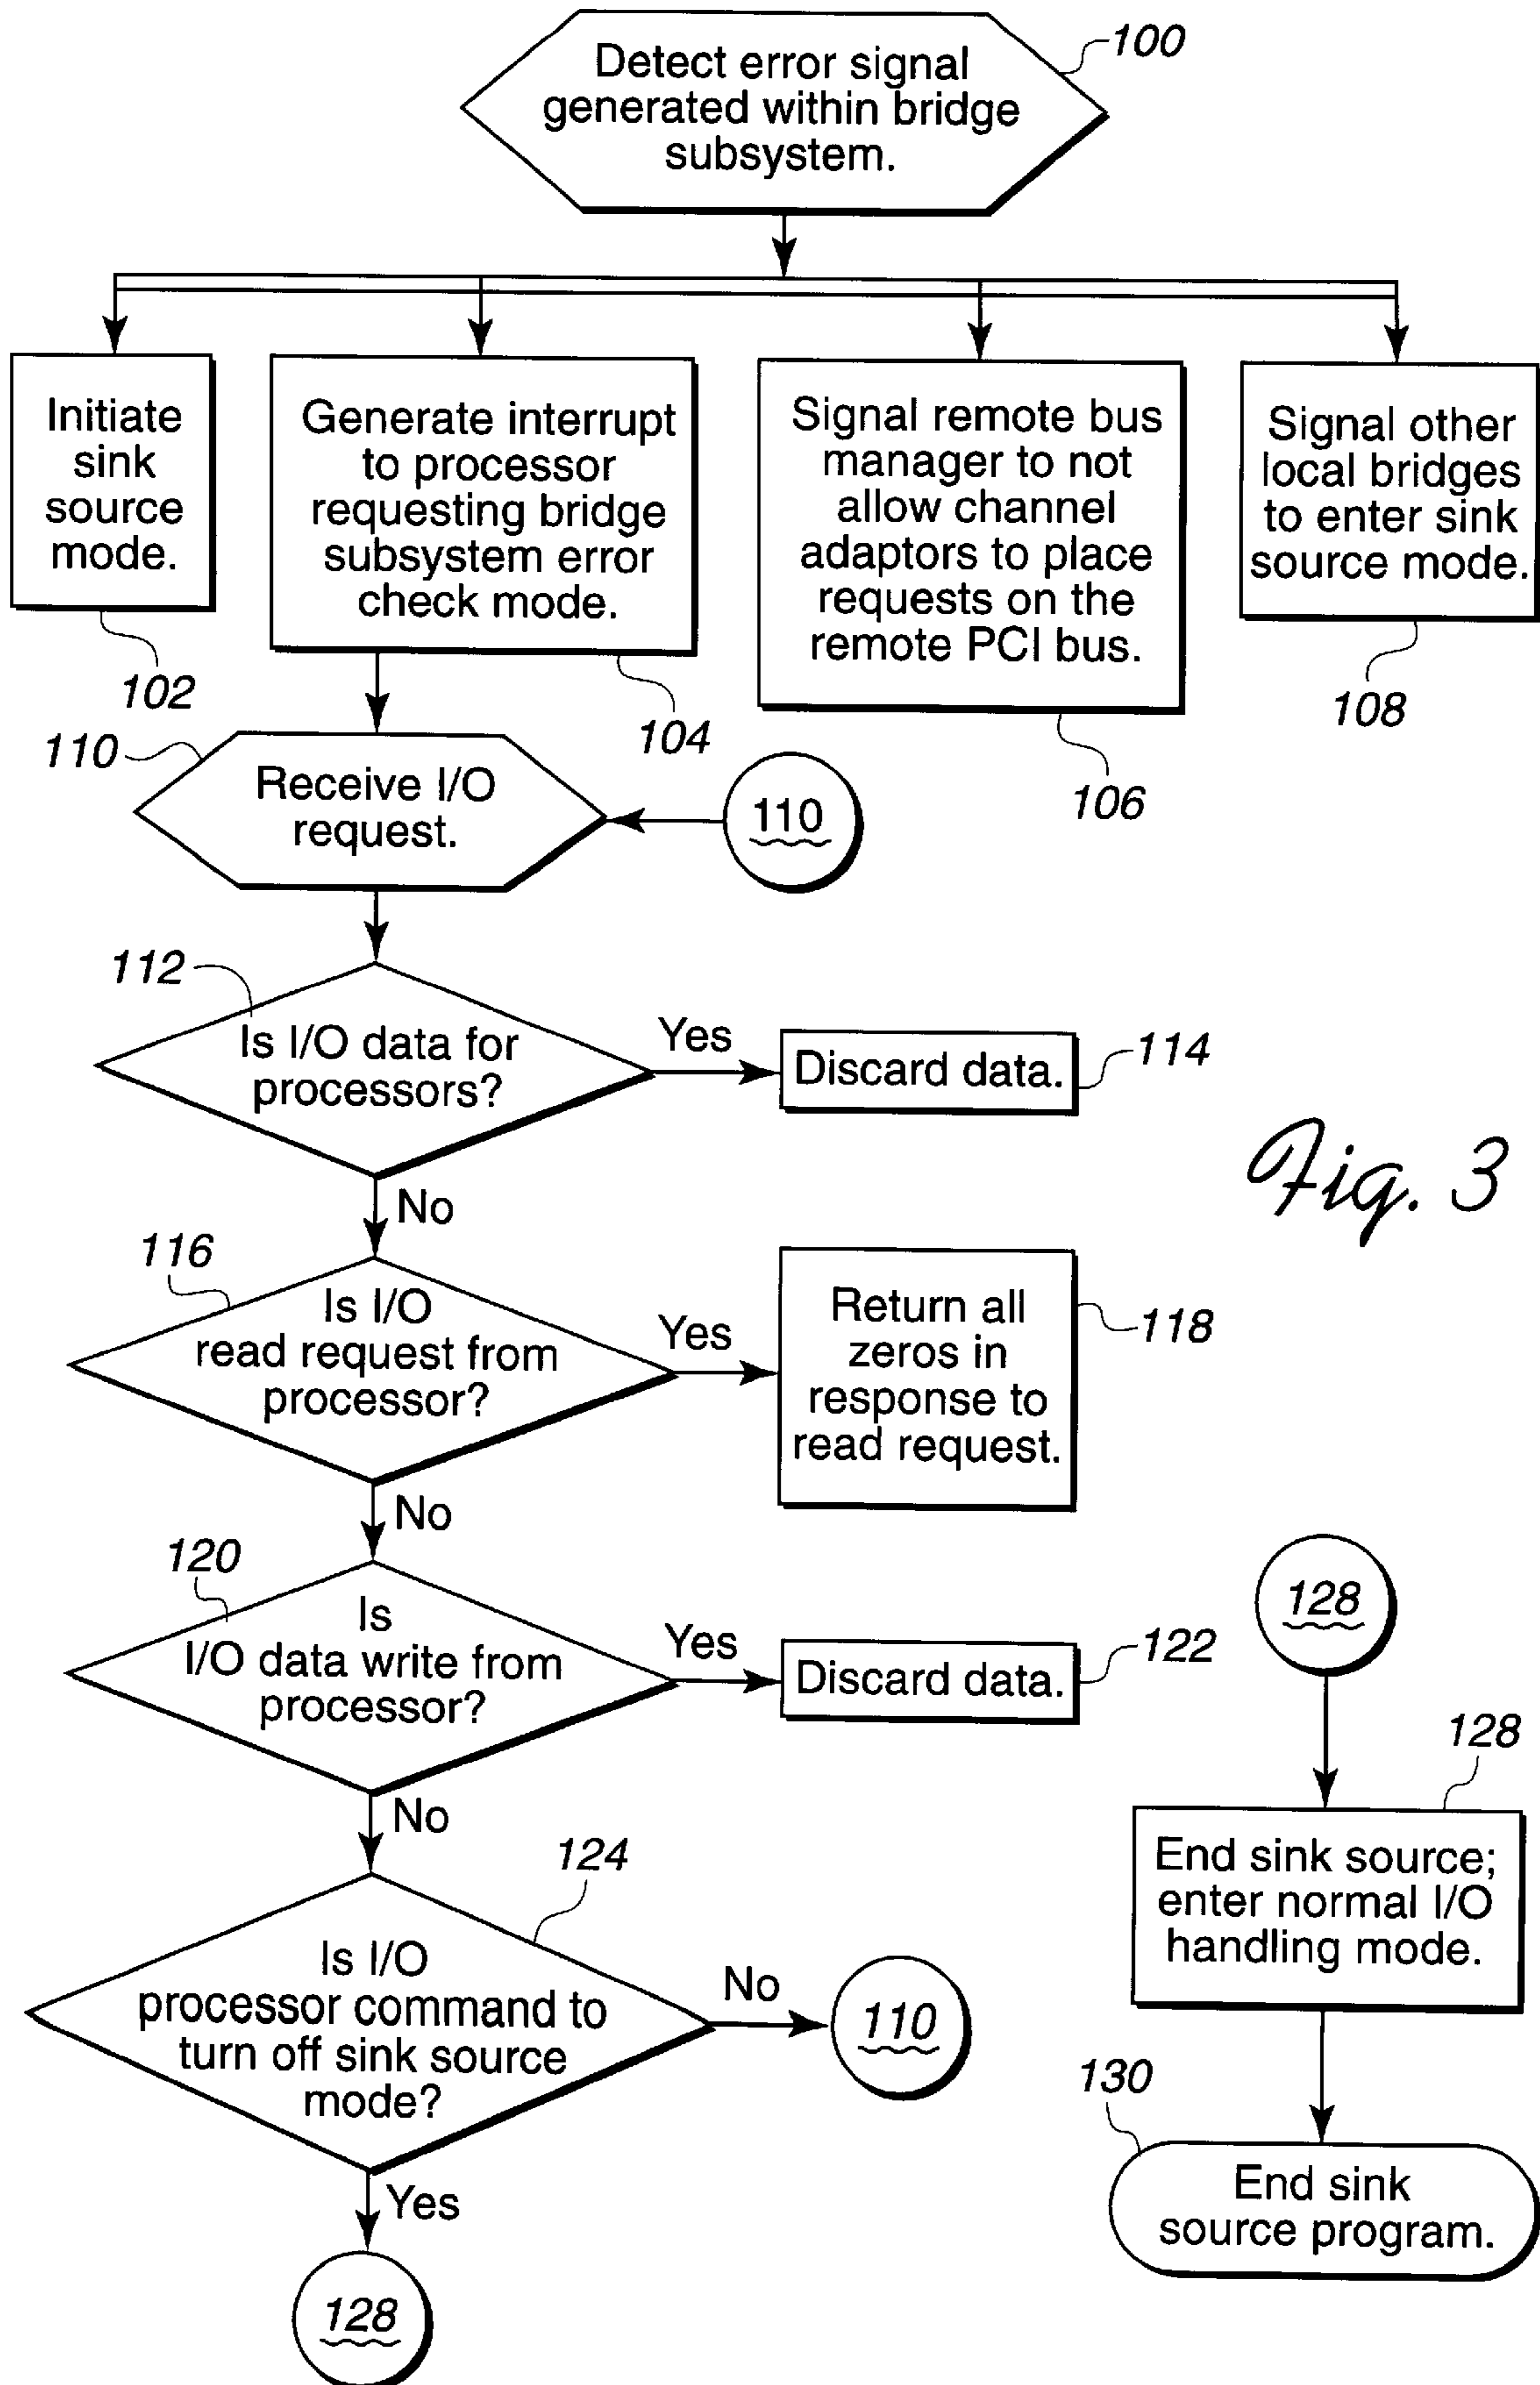 Detect error signal
generated within bridge
subsystem.
100
Initiate
sink
source
mode.
102
Generate interrupt
to processor
requesting bridge
subsystem error
check mode.
104
Signal remote bus
manager to not
allow channel
adaptors to place
requests on the
remote PCI bus.
106
Signal other
local bridges
to enter sink
source mode.
108
110
Receive I/O
request.
110
112
Is I/O data for
processors?
Yes
Discard data.
114
No
Fig. 3
116
Is I/O
read request from
processor?
Yes
Return all
zeros in
response to
read request.
118
No
120
Is
I/O data write from
processor?
Yes
Discard data.
122
No
124
Is I/O
processor command to
turn off sink source
mode?
No
110
Yes
128
128
128
End sink source;
enter normal I/O
handling mode.
130
End sink
source program.